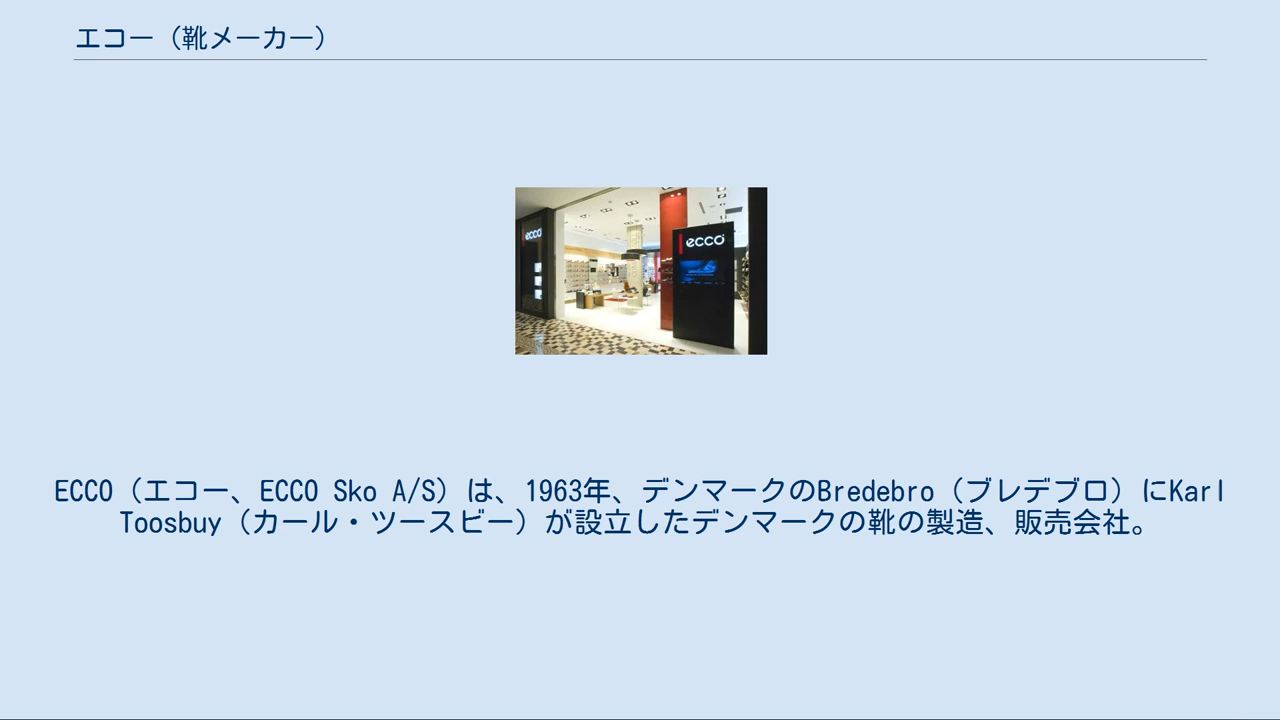 エコー（靴メーカー）
ecco
ecco
ECCO（エコー、ECCO Sko A/S）は、1963年、デンマークのBredebro（ブレデブロ）にKarl
Toosbuy（カール・ツースビー）が設立したデンマークの靴の製造、販売会社。